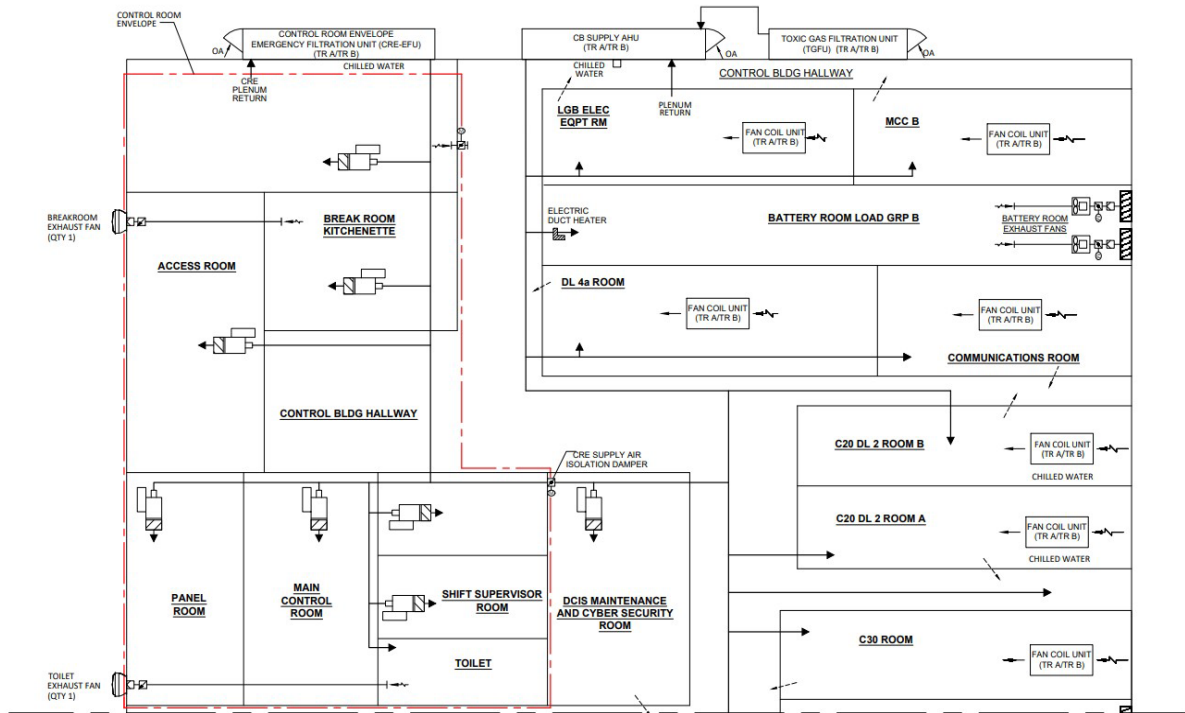 CONTROL ROOM
ENVELOPE
CONTROL ROOM ENVELOPE
EMERGENCY FILTRATION UNIT (CRE-EFU)
(TR A/TR B)
OA
CHILLED WATER
CRE
PLENUM
RETURN
CB SUPPLY AHU
(TR A/TR B)
OA
CHILLED
WATER
PLENUM
RETURN
TOXIC GAS FILTRATION UNIT
(TGFU) (TR A/TR B)
OA
CONTROL BLDG HALLWAY
LGB ELEC
EQPT RM
FAN COIL UNIT
(TR A/TR B)
MCC B
FAN COIL UNIT
(TR A/TR B)
BREAKROOM
EXHAUST FAN
(QTY 1)
BREAK ROOM
KITCHENETTE
ACCESS ROOM
ELECTRIC
DUCT HEATER
BATTERY ROOM LOAD GRP B
BATTERY ROOM
EXHAUST FANS
DL 4a ROOM
FAN COIL UNIT
(TR A/TR B)
FAN COIL UNIT
(TR A/TR B)
COMMUNICATIONS ROOM
CONTROL BLDG HALLWAY
CRE SUPPLY AIR
ISOLATION DAMPER
C20 DL 2 ROOM B
FAN COIL UNIT
(TR A/TR B)
CHILLED WATER
C20 DL 2 ROOM A
FAN COIL UNIT
(TR A/TR B)
CHILLED WATER
PANEL
ROOM
MAIN
CONTROL
ROOM
SHIFT SUPERVISOR
ROOM
DCIS MAINTENANCE
AND CYBER SECURITY
ROOM
C30 ROOM
FAN COIL UNIT
(TR A/TR B)
TOILET
TOILET
EXHAUST FAN
(QTY 1)